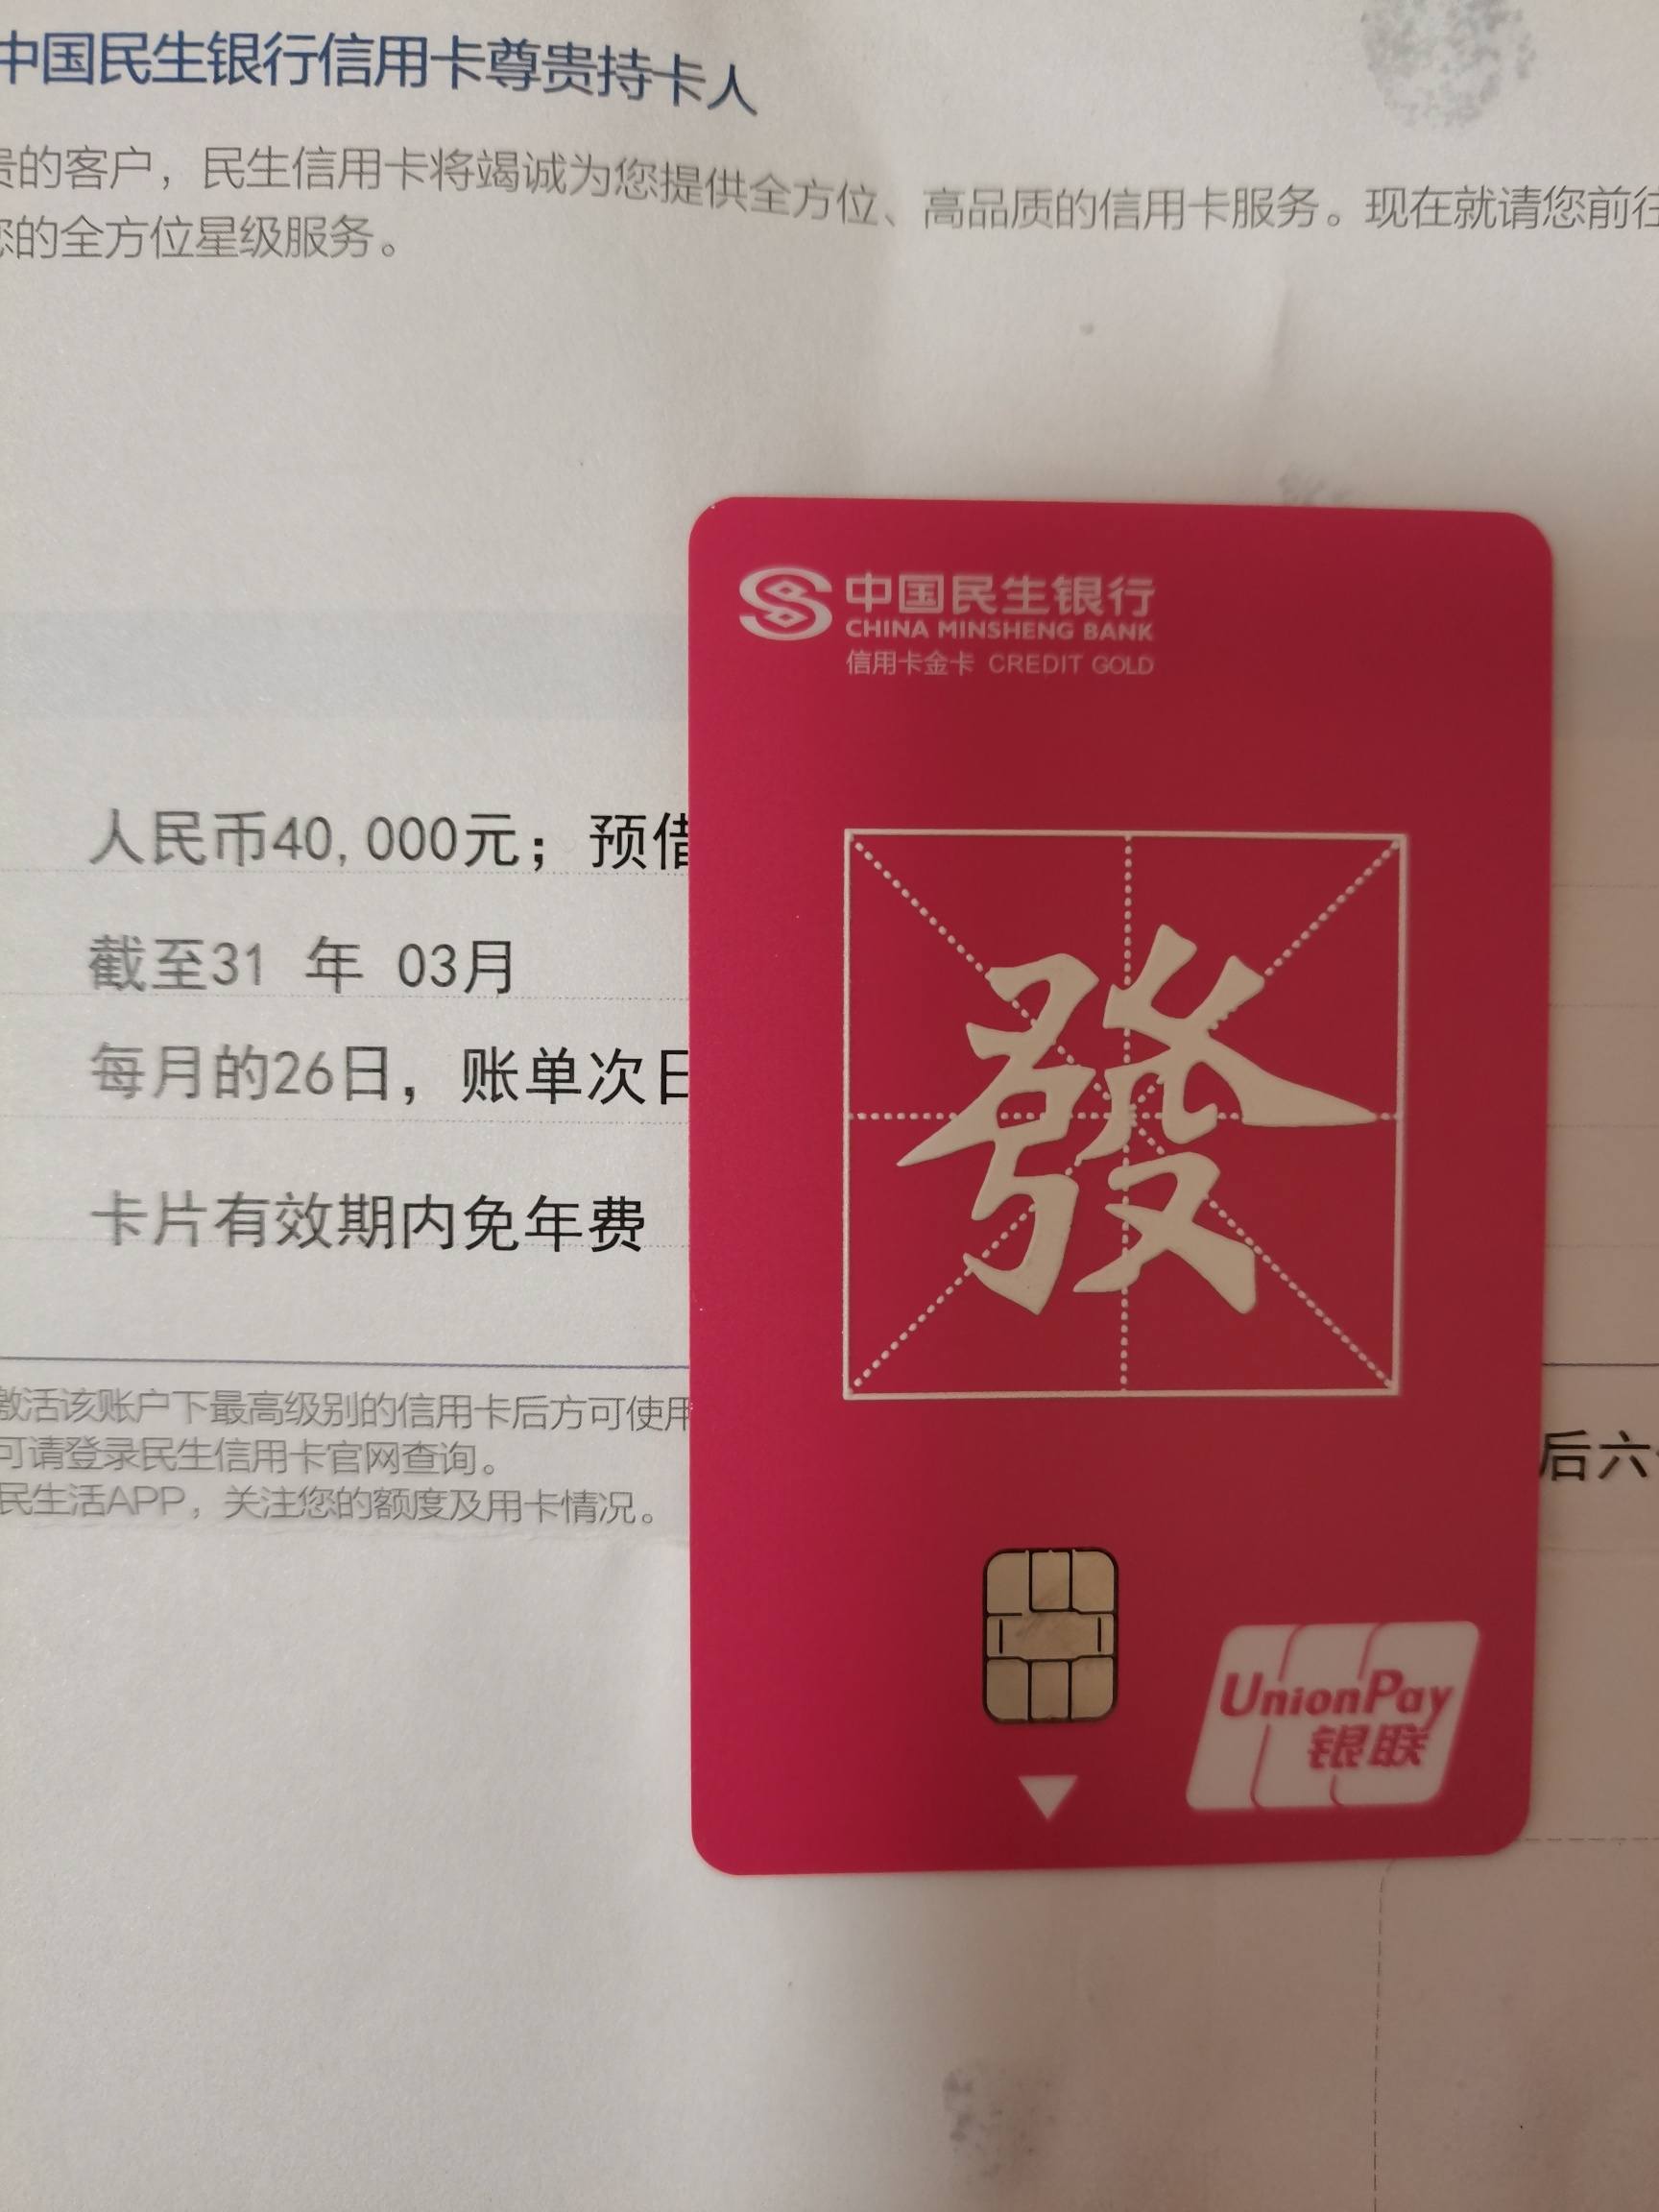 中国民生银行信用卡尊贵持卡人
贵的客户，民生信用卡将竭诚为您提供全方位、高品质的信用卡服务。现在就请您前往
您的全方位星级服务。
中国民生银行
CHINA MINSHENG BANK
信用卡金卡 CREDIT GOLD
人民币40,000元；预借
截至31 年 03月
每月的26日，账单次日
卡片有效期内免年费
發
激活该账户下最高级别的信用卡后方可使用
可请登录民生信用卡官网查询。
民生活APP，关注您的额度及用卡情况。
后六
UnionPay
银联